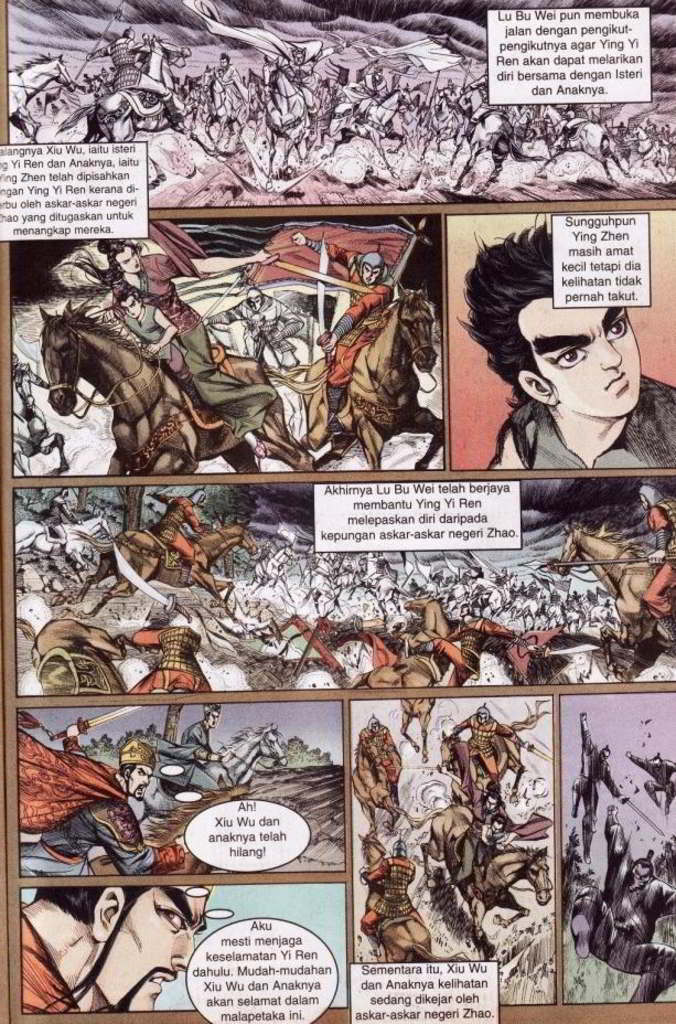 Lu Bu Wei pun membuka
jalan dengan pengikut-
pengikutnya agar Ying Yi
Ren akan dapat melarikan
diri bersama dengan Isteri
dan Anaknya.
Xiu Wu, iaitu isteri
Yi Ren dan Anaknya, iaitu
Zhen telah dipisahkan
Ying Yi Ren kerana di-
oleh askar-askar negeri
yang ditugaskan untuk
menangkap mereka.
Sungguhpun
Ying Zhen
masih amat
kecil tetapi dia
kelihatan tidak
pernah takut.
Akhirnya Lu Bu Wei telah berjaya
membantu Ying Yi Ren
melepaskan diri daripada
kepungan askar-askar negeri Zhao.
Ah!
Xiu Wu dan
anaknya telah
hilang!
Aku
mesti menjaga
keselamatan Yi Ren
dahulu. Mudah-mudahan
Xiu Wu dan Anaknya
akan selamat dalam
malapetaka ini.
Sementara itu, Xiu Wu
dan Anaknya kelihatan
sedang dikejar oleh
askar-askar negeri Zhao.